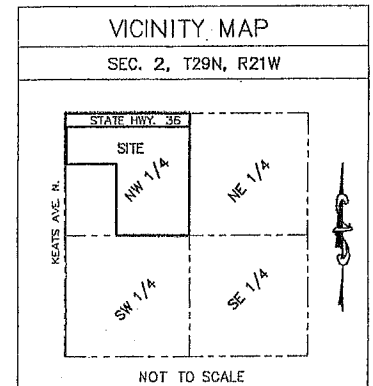 VICINITY MAP
SEC. 2, T29N, R21W
STATE HWY. 36
SITE
NW 1/4
NE 1/4
KEATS AVE. N.
SW 1/4
SE 1/4
NOT TO SCALE